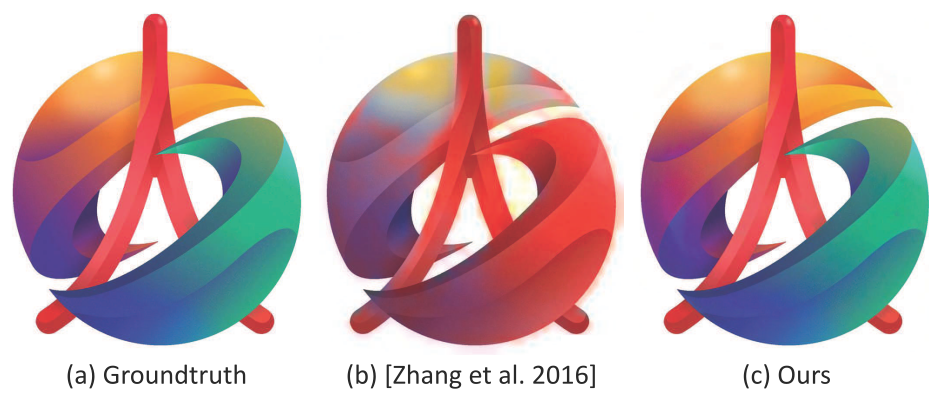 (a) Groundtruth
(b) [Zhang et al. 2016]
(c) Ours